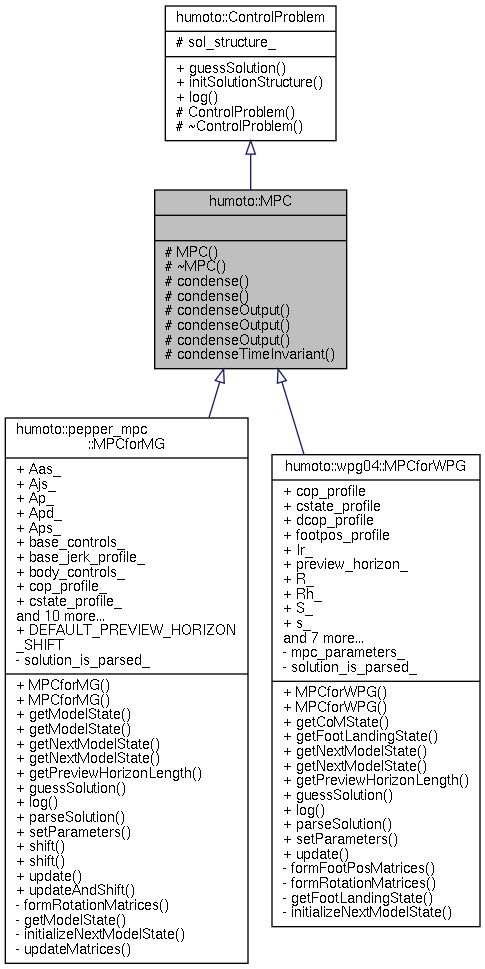 humoto::ControlProblem
# sol_structure_
+ guessSolution()
+ initSolutionStructure()
+ log()
# ControlProblem()
# ~ControlProblem()
humoto::MPC
# MPC()
# ~MPC()
# condense()
# condense()
# condenseOutput()
# condenseOutput()
# condenseOutput()
# condenseTimeInvariant()
humoto::pepper_mpc
::MPCforMG
+ Aas_
+ Ajs_
+ Ap_
+ Apd_
+ Aps_
+ base_controls_
+ base_jerk_profile_
+ body_controls_
+ cop_profile_
+ cstate_profile_
and 10 more...
+ DEFAULT_PREVIEW_HORIZON
_SHIFT
- solution_is_parsed_
+ MPCforMG()
+ MPCforMG()
+ getModelState()
+ getModelState()
+ getNextModelState()
+ getNextModelState()
+ getPreviewHorizonLength()
+ guessSolution()
+ log()
+ parseSolution()
+ setParameters()
+ shift()
+ shift()
+ update()
+ updateAndShift()
- formRotationMatrices()
- getModelState()
- initializeNextModelState()
- updateMatrices()
humoto::wpg04::MPCforWPG
+ cop_profile
+ cstate_profile
+ dcop_profile
+ footpos_profile
+ Ir_
+ preview_horizon_
+ R_
+ Rh_
+ S_
+ s_
and 7 more...
- mpc_parameters_
- solution_is_parsed_
+ MPCforWPG()
+ MPCforWPG()
+ getCoMState()
+ getFootLandingState()
+ getNextModelState()
+ getNextModelState()
+ getPreviewHorizonLength()
+ guessSolution()
+ log()
+ parseSolution()
+ setParameters()
+ update()
- formFootPosMatrices()
- formRotationMatrices()
- getFootLandingState()
- initializeNextModelState()